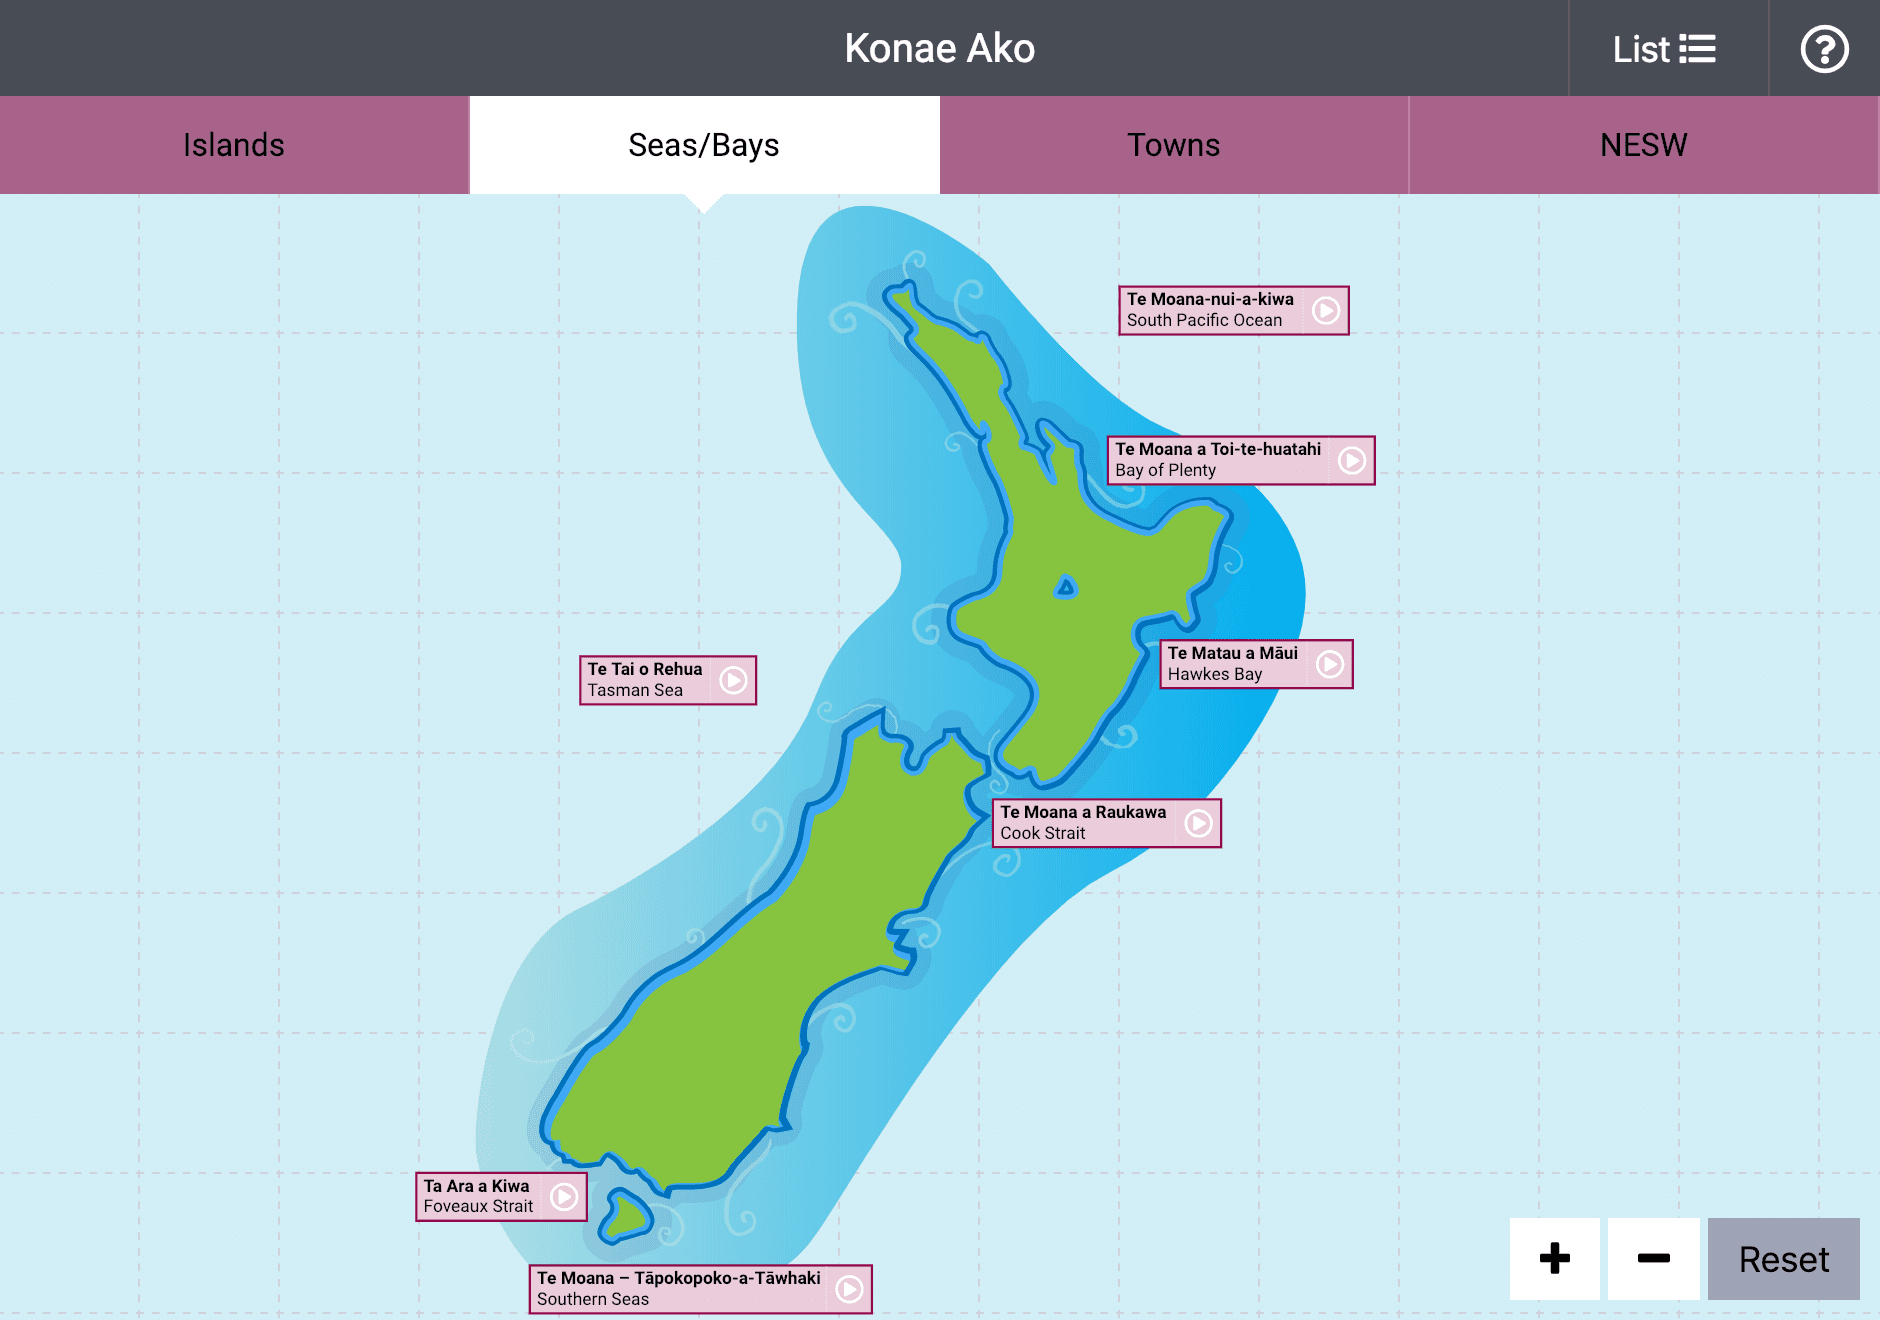 Konae Ako
List
Islands
Seas/Bays
Towns
NESW
Te Moana-nui-a-kiwa
South Pacific Ocean
Te Moana a Toi-te-huatahi
Bay of Plenty
Te Matau a Māui
Hawkes Bay
Te Tai o Rehua
Tasman Sea
Te Moana a Raukawa
Cook Strait
Ta Ara a Kiwa
Foveaux Strait
Te Moana – Tāpokopoko-a-Tāwhaki
Southern Seas
Reset